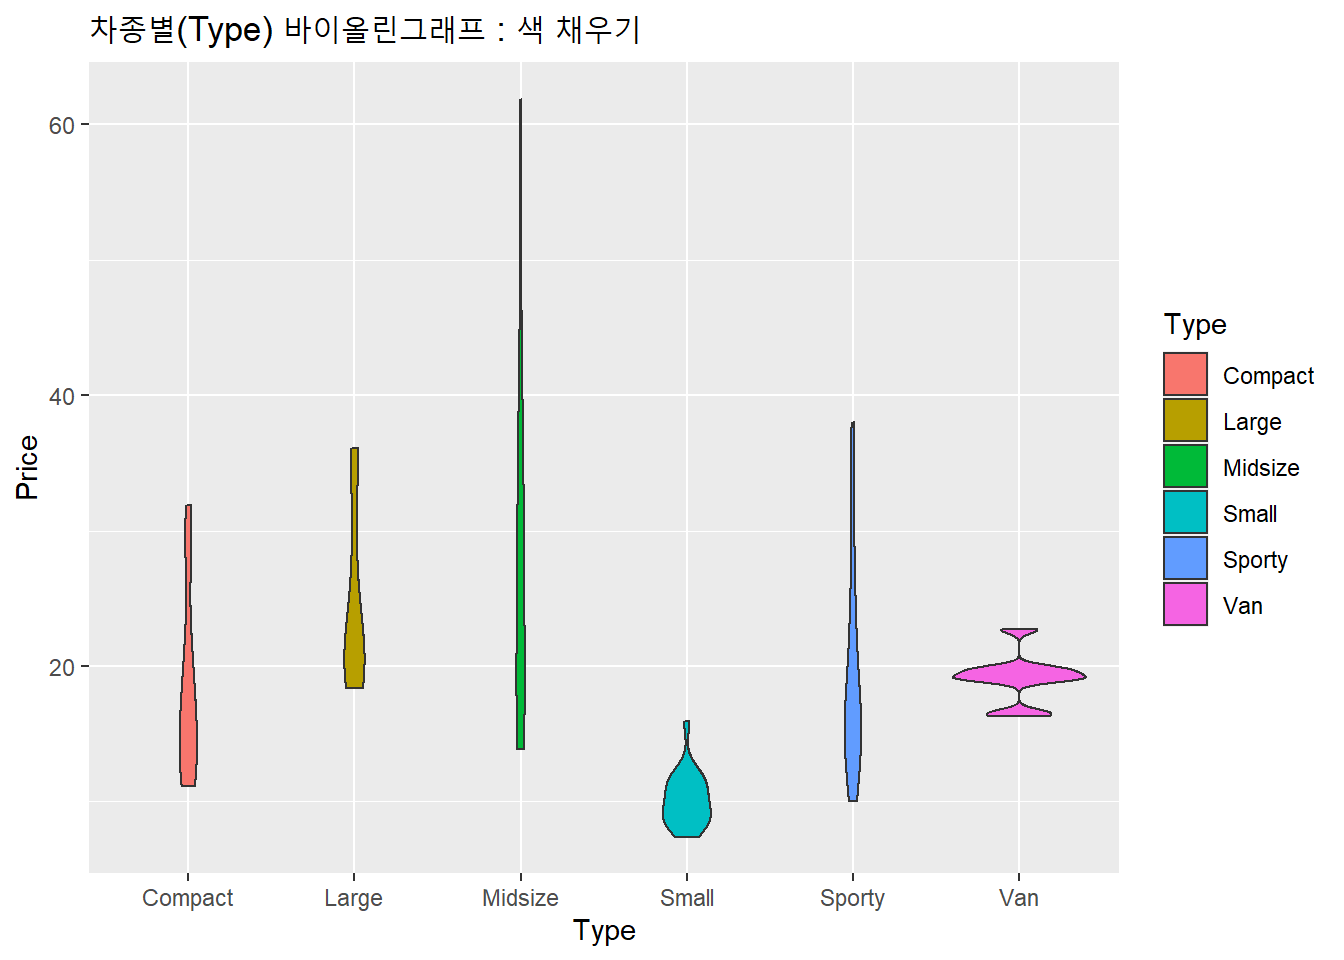 차종별(Type) 바이올린그래프 : 색 채우기
60
40
20
Price
Compact
Large
Midsize
Small
Sporty
Van
Type
Type
Compact
Large
Midsize
Small
Sporty
Van